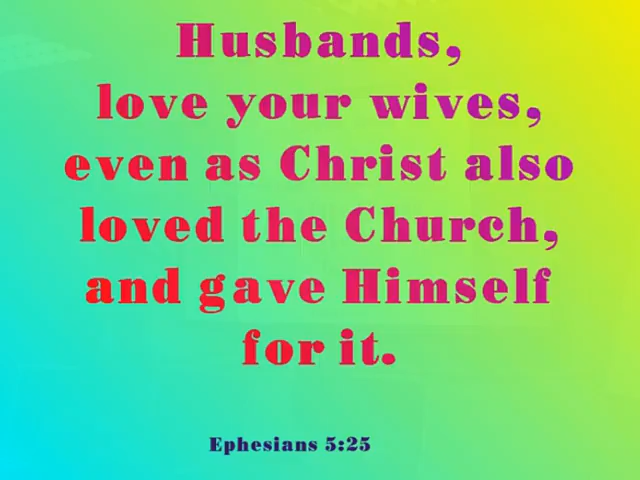 Husbands,
love your wives,
even as Christ also
loved the Church,
and gave Himself
for it.
Ephesians 5:25